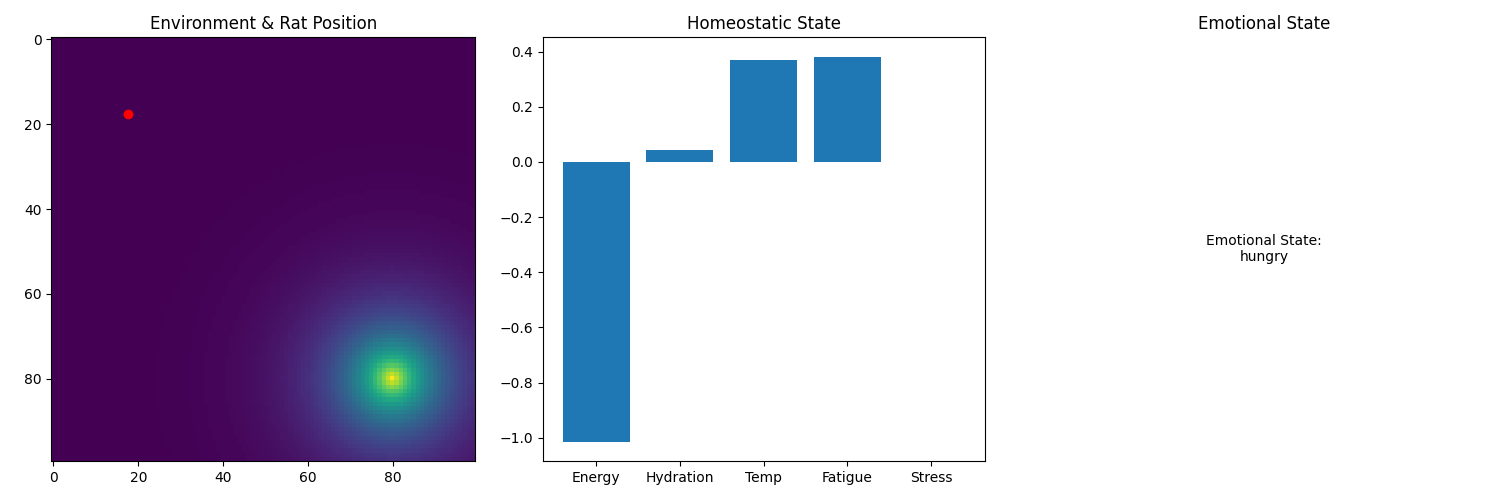 Environment & Rat Position
0
20
40
60
80
0
20
40
60
80
Homeostatic State
0.4
0.2
0.0
−0.2
−0.4
−0.6
−0.8
−1.0
Energy
Hydration
Temp
Fatigue
Stress
Emotional State
Emotional State:
hungry